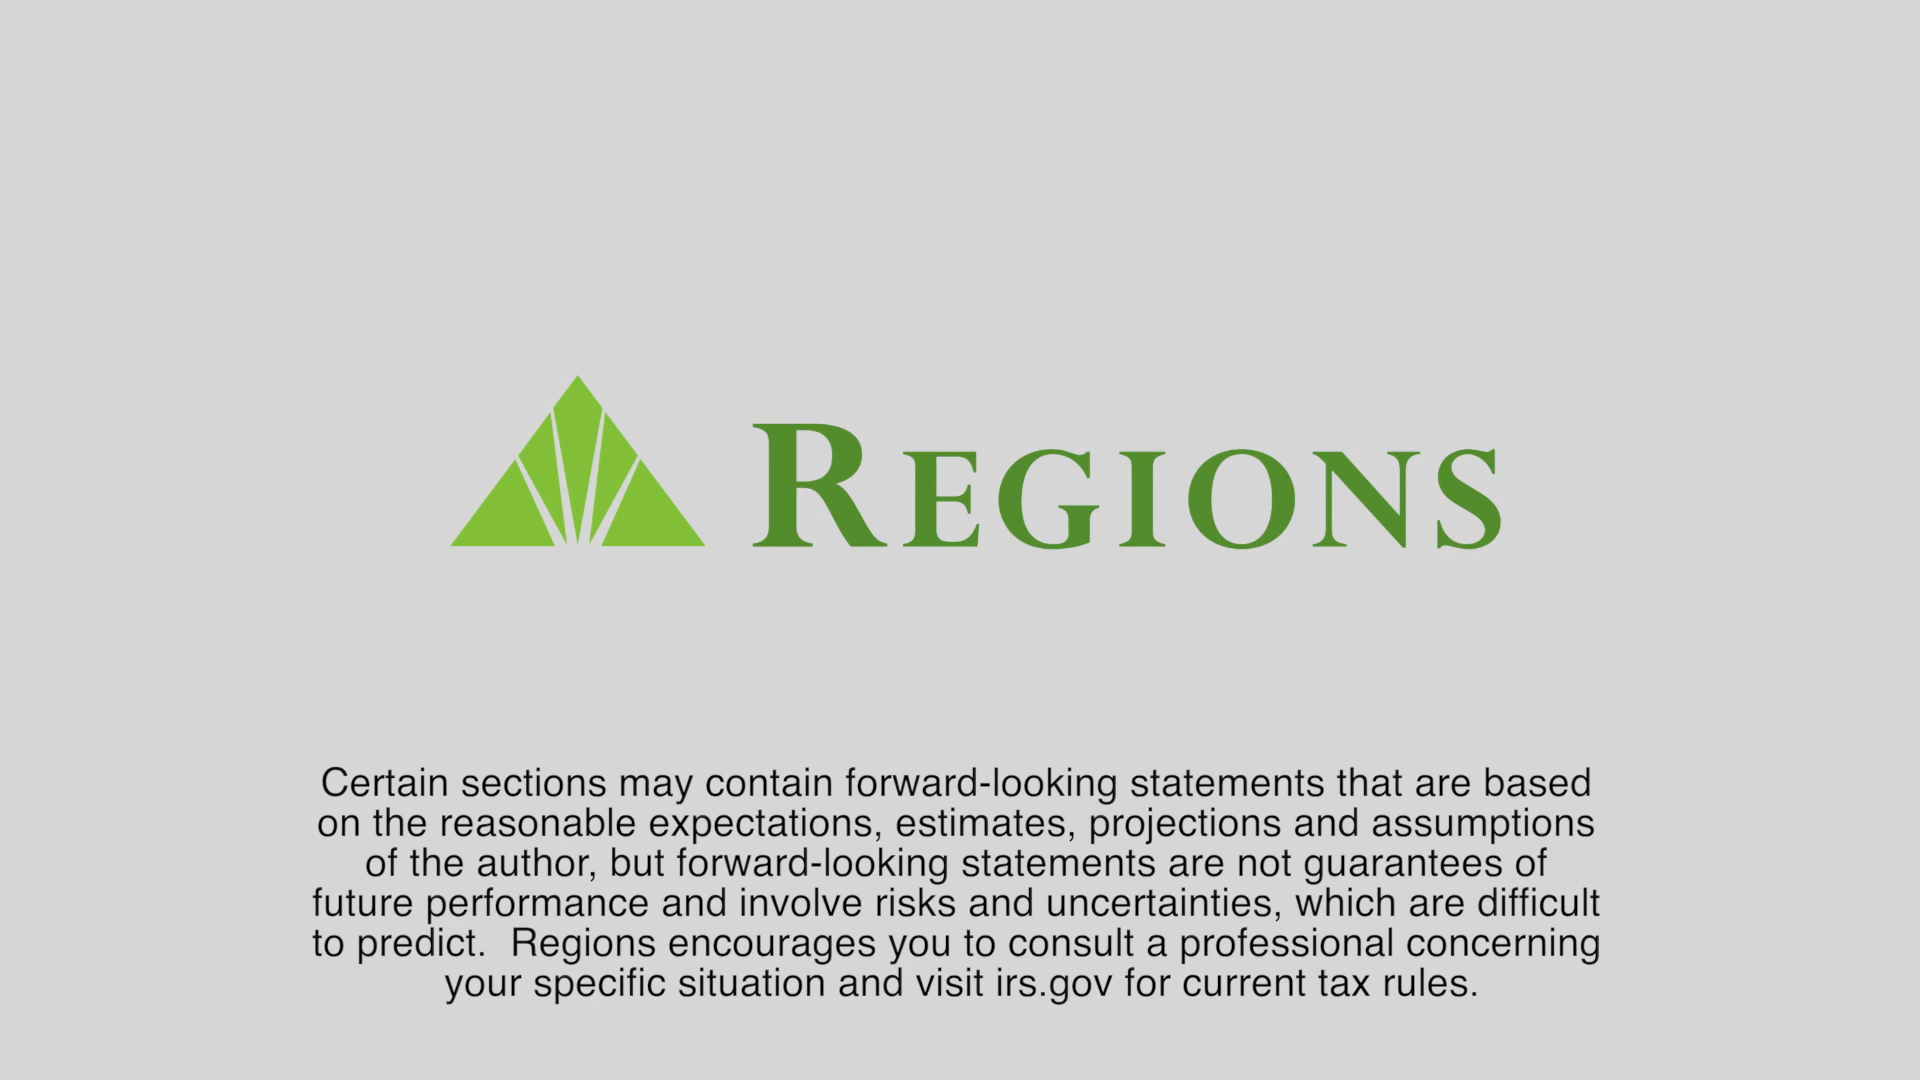 REGIONS
Certain sections may contain forward-looking statements that are based
on the reasonable expectations, estimates, projections and assumptions
of the author, but forward-looking statements are not guarantees of
future performance and involve risks and uncertainties, which are difficult
to predict.  Regions encourages you to consult a professional concerning
your specific situation and visit irs.gov for current tax rules.